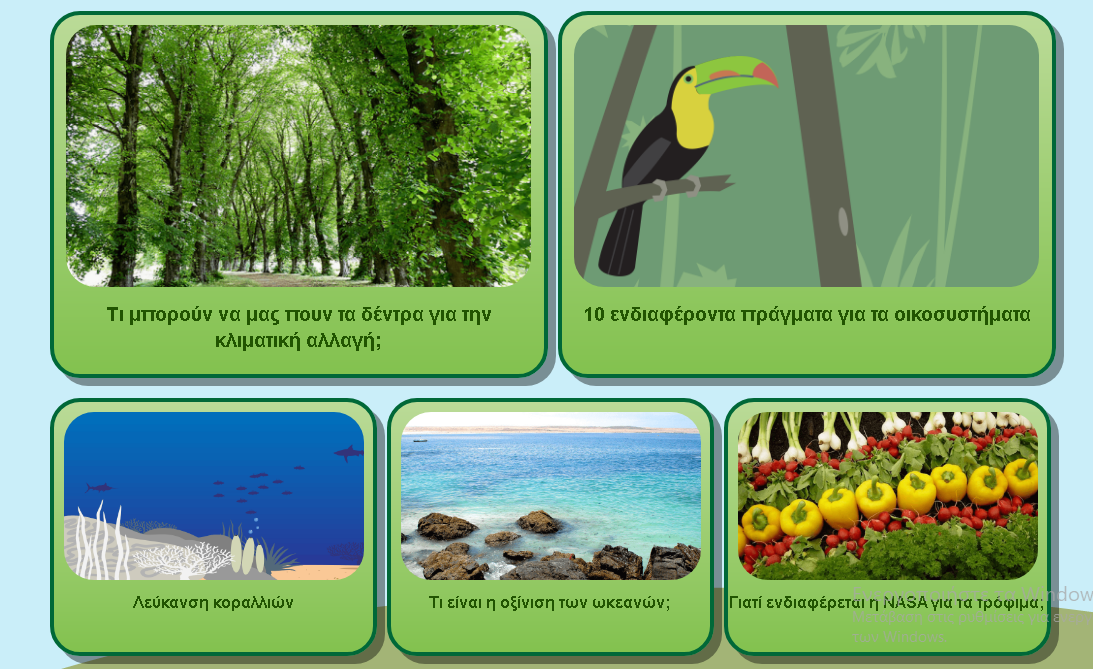 Τι μπορούν να μας πουν τα δέντρα για την
κλιματική αλλαγή;
10 ενδιαφέροντα πράγματα για τα οικοσυστήματα
Λεύκανση κοραλλιών
Τι είναι η οξίνιση των ωκεανών;
Γιατί ενδιαφέρεται η NASA για τα τρόφιμα;